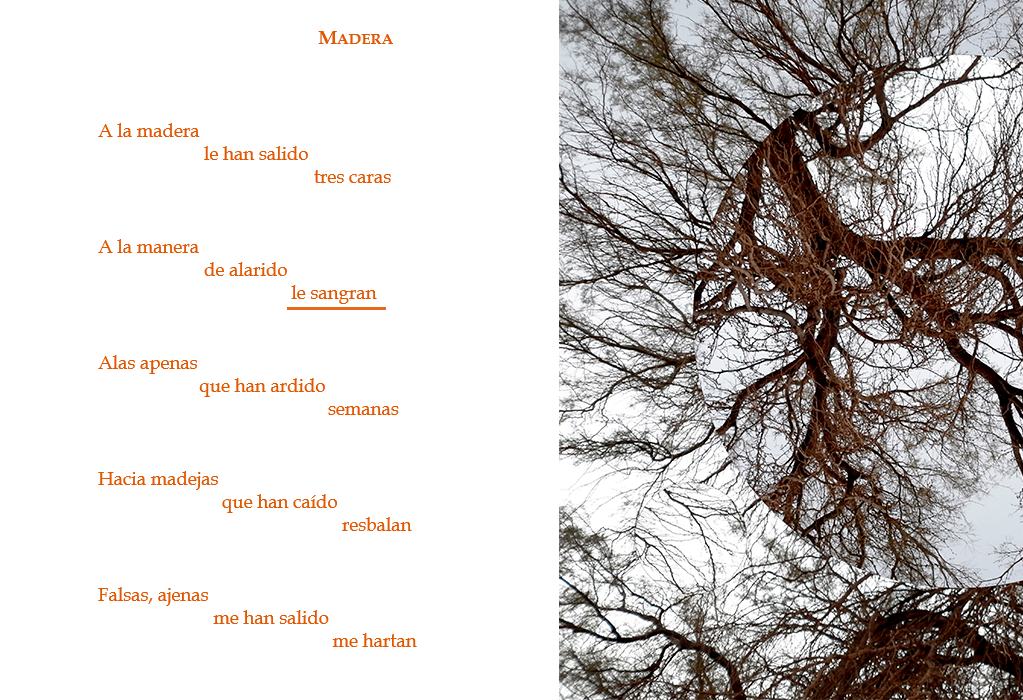 MADERA
A la madera
le han salido
tres caras
A la manera
de alarido
le sangran
Alas apenas
que han ardido
semanas
Hacia madejas
que han caído
resbalan
Falsas, ajenas
me han salido
me hartan